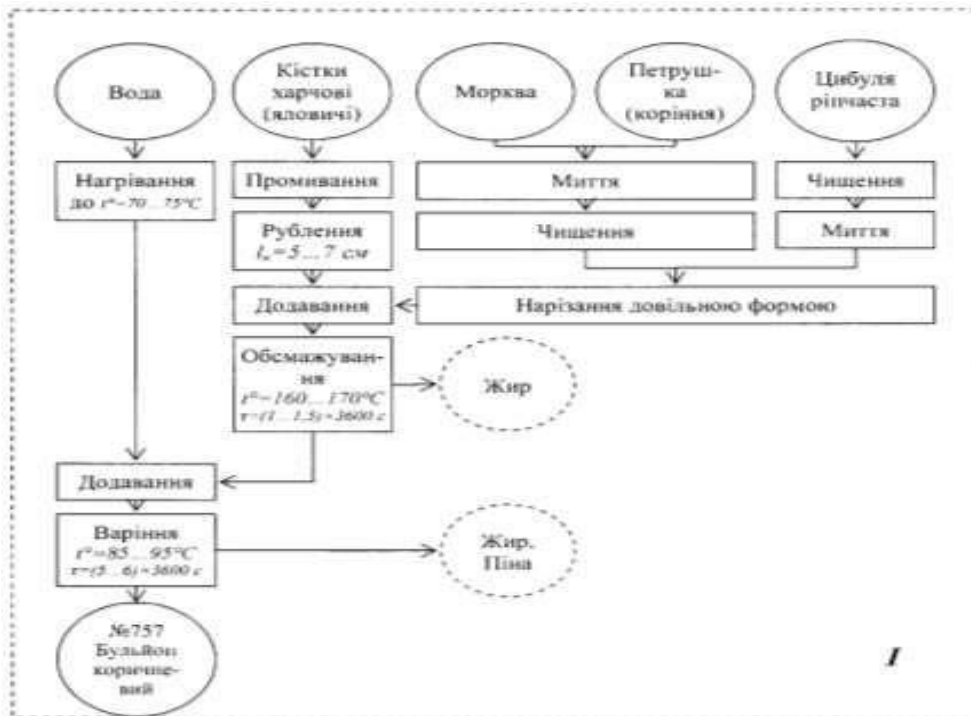 Вода
Кістки
харчові
(яловичі)
Морква
Петруш-
ка
(коріння)
Цибуля
ріпчаста
Нагрівання
до t°=70...75°C
Промивання
Миття
Чищення
Рублення
=5...7 см
Чищення
Миття
Додавання
Нарізання довільною формою
Обсмажуван-
ня
t°=160...170°C
τ=(1...1,5)×3600 с
Жир
Додавання
Варіння
t°=85...95°C
τ=(5...6)×3600 с
Жир,
Піна
№757
Бульйон
коричне-
вий
I